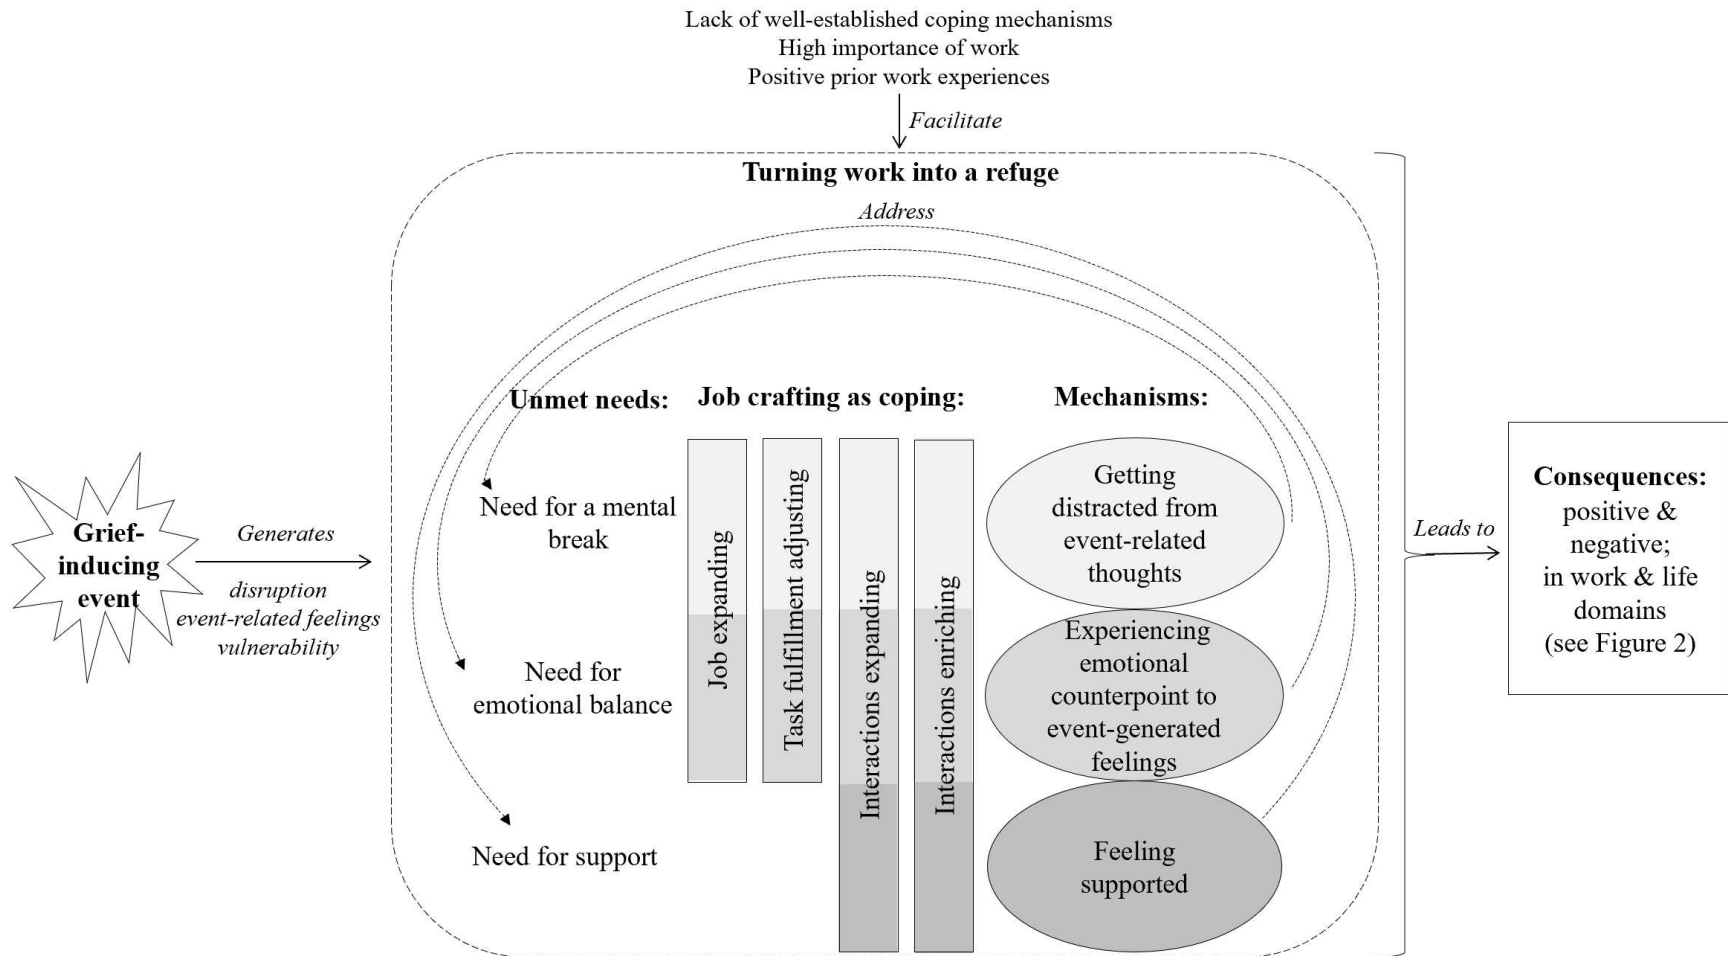 Lack of well-established coping mechanisms
High importance of work
Positive prior work experiences
Facilitate
Turning work into a refuge
Address
Unmet needs:
Job crafting as coping:
Mechanisms:
Grief-
inducing
event
Generates
disruption
event-related feelings
vulnerability
Need for a mental
break
Need for
emotional balance
Need for support
Job expanding
Task fulfillment adjusting
Interactions expanding
Interactions enriching
Getting
distracted from
event-related
thoughts
Experiencing
emotional
counterpoint to
event-generated
feelings
Feeling
supported
Leads to
Consequences:
positive &
negative;
in work & life
domains
(see Figure 2)